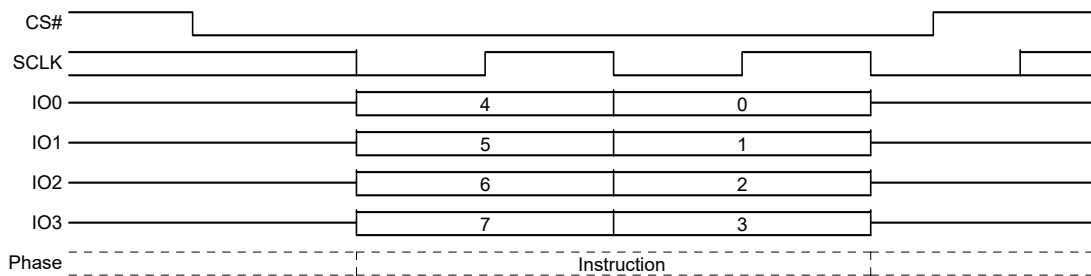 CS#
SCLK
IO0 4 0
IO1 5 1
IO2 6 2
IO3 7 3
Phase Instruction